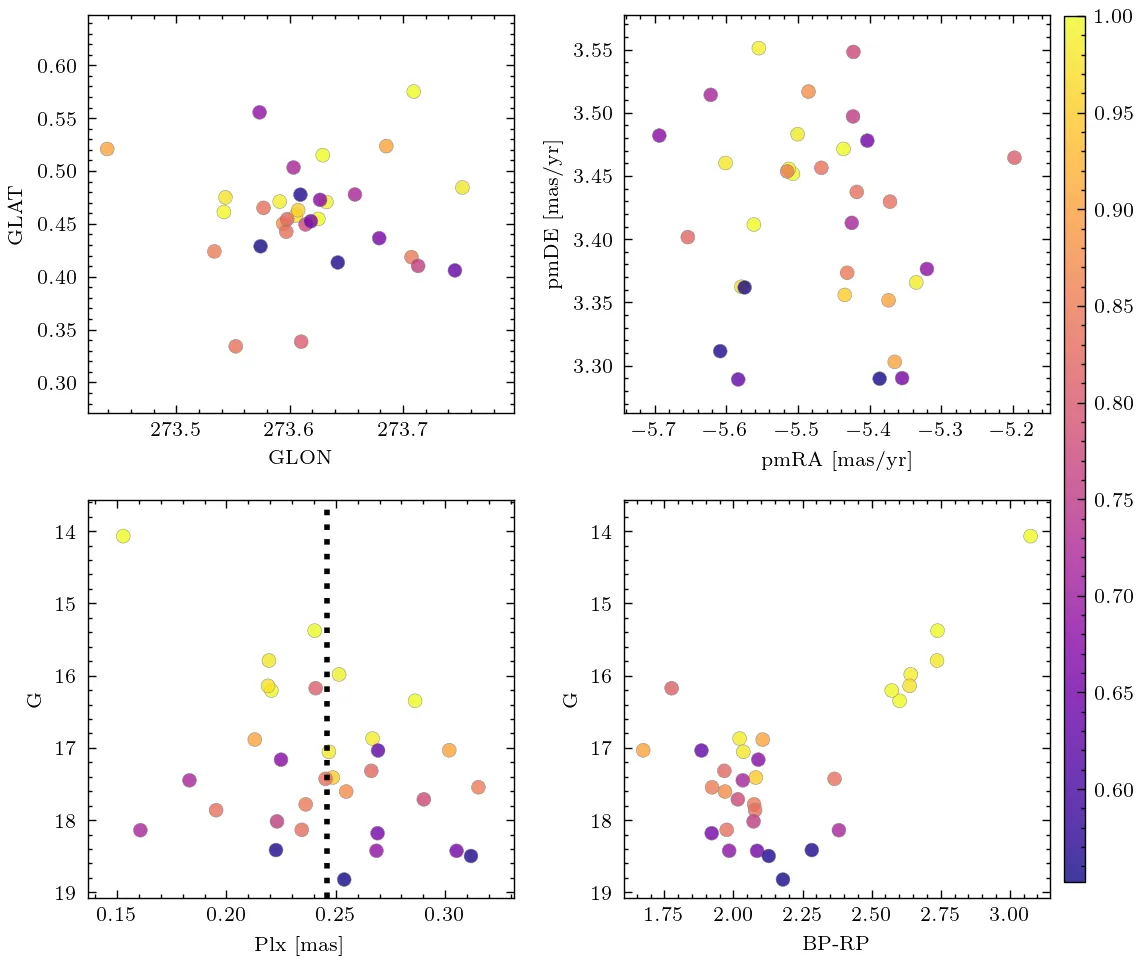 0.60
0.55
0.50
0.45
0.40
0.35
0.30
GLAT
273.5 273.6 273.7
GLON
3.55
3.50
3.45
3.40
3.35
3.30
pmDE [mas/yr]
−5.7 −5.6 −5.5 −5.4 −5.3 −5.2
pmRA [mas/yr]
14
15
16
17
18
19
G
0.15 0.20 0.25 0.30
Plx [mas]
14
15
16
17
18
19
G
1.75 2.00 2.25 2.50 2.75 3.00
BP-RP
1.00
0.95
0.90
0.85
0.80
0.75
0.70
0.65
0.60